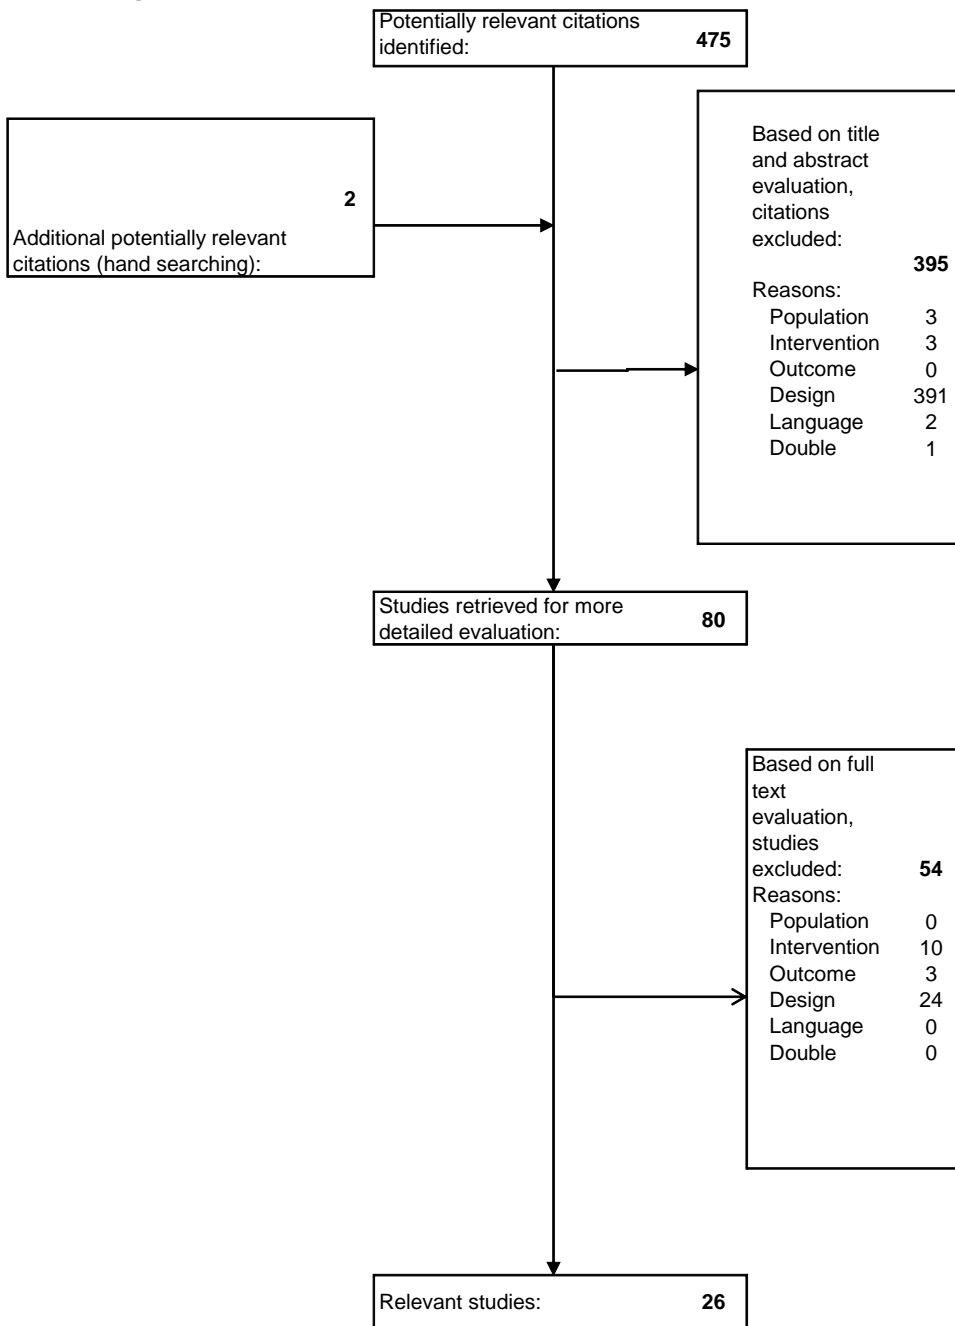 Potentially relevant citations
identified: 475
2
Additional potentially relevant
citations (hand searching):
Based on title
and abstract
evaluation,
citations
excluded:
395
Reasons:
Population 3
Intervention 3
Outcome 0
Design 391
Language 2
Double 1
Studies retrieved for more
detailed evaluation: 80
Based on full
text
evaluation,
studies
excluded: 54
Reasons:
Population 0
Intervention 10
Outcome 3
Design 24
Language 0
Double 0
Relevant studies: 26